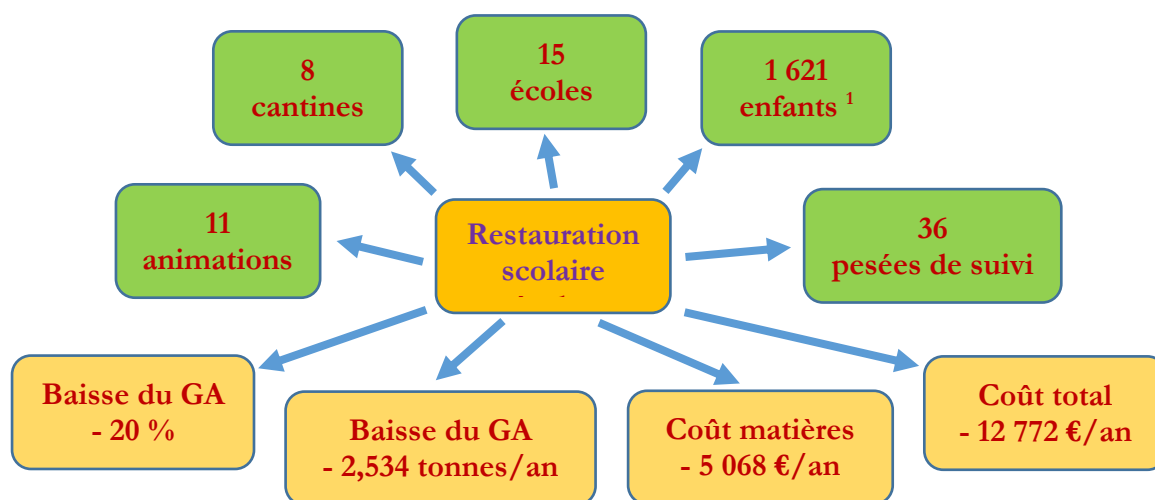 8
cantines
15
écoles
1 621
enfants ¹
11
animations
Restauration
scolaire
36
pesées de suivi
Baisse du GA
- 20 %
Baisse du GA
- 2,534 tonnes/an
Coût matières
- 5 068 €/an
Coût total
- 12 772 €/an